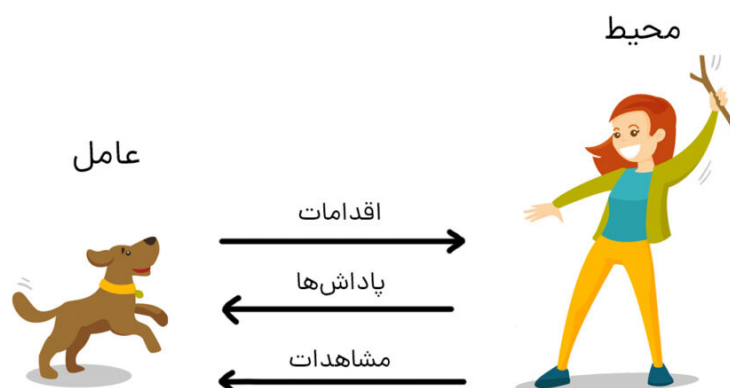 محیط
عامل
اقدامات
پاداش‌ها
مشاهدات